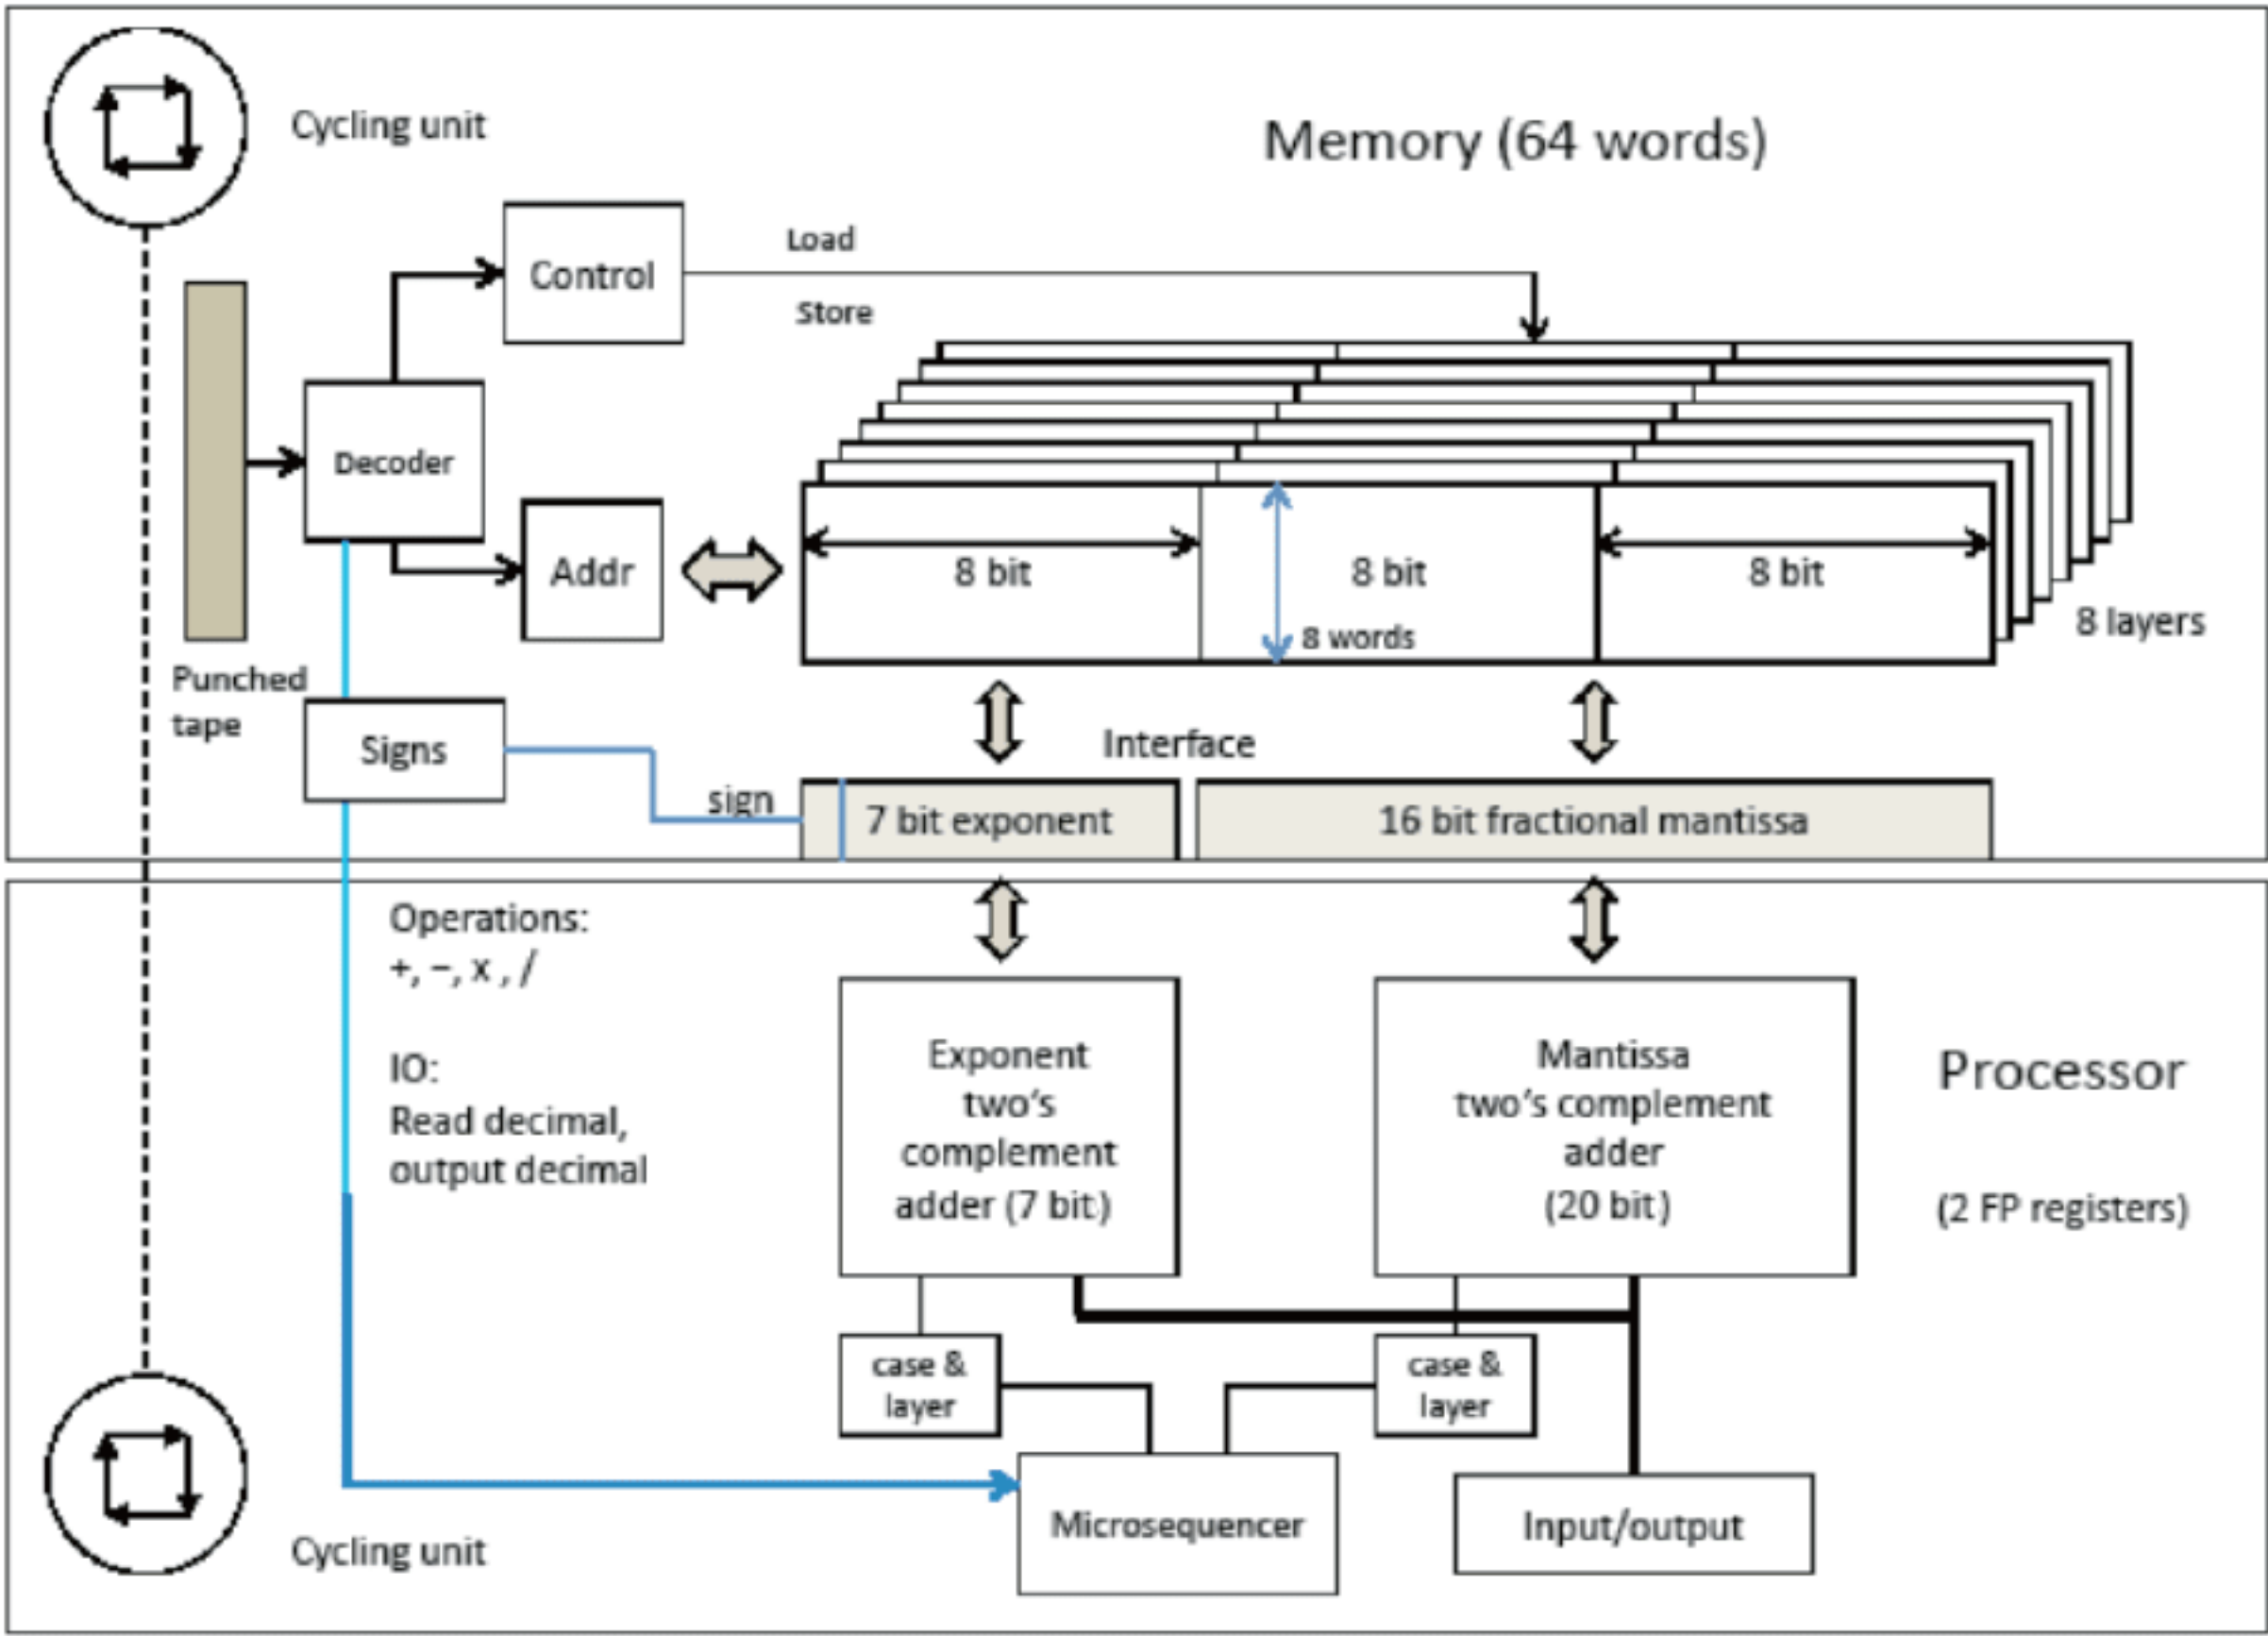 Cycling unit
Memory (64 words)
Load
Control
Store
Decoder
Addr
8 bit
8 bit
8 bit
8 words
8 layers
Punched
tape
Signs
Interface
sign
7 bit exponent
16 bit fractional mantissa
Operations:
+, −, x , /
IO:
Read decimal,
output decimal
Exponent
two's
complement
adder (7 bit)
Mantissa
two's complement
adder
(20 bit)
Processor
(2 FP registers)
case &
layer
case &
layer
Microsequencer
Input/output
Cycling unit